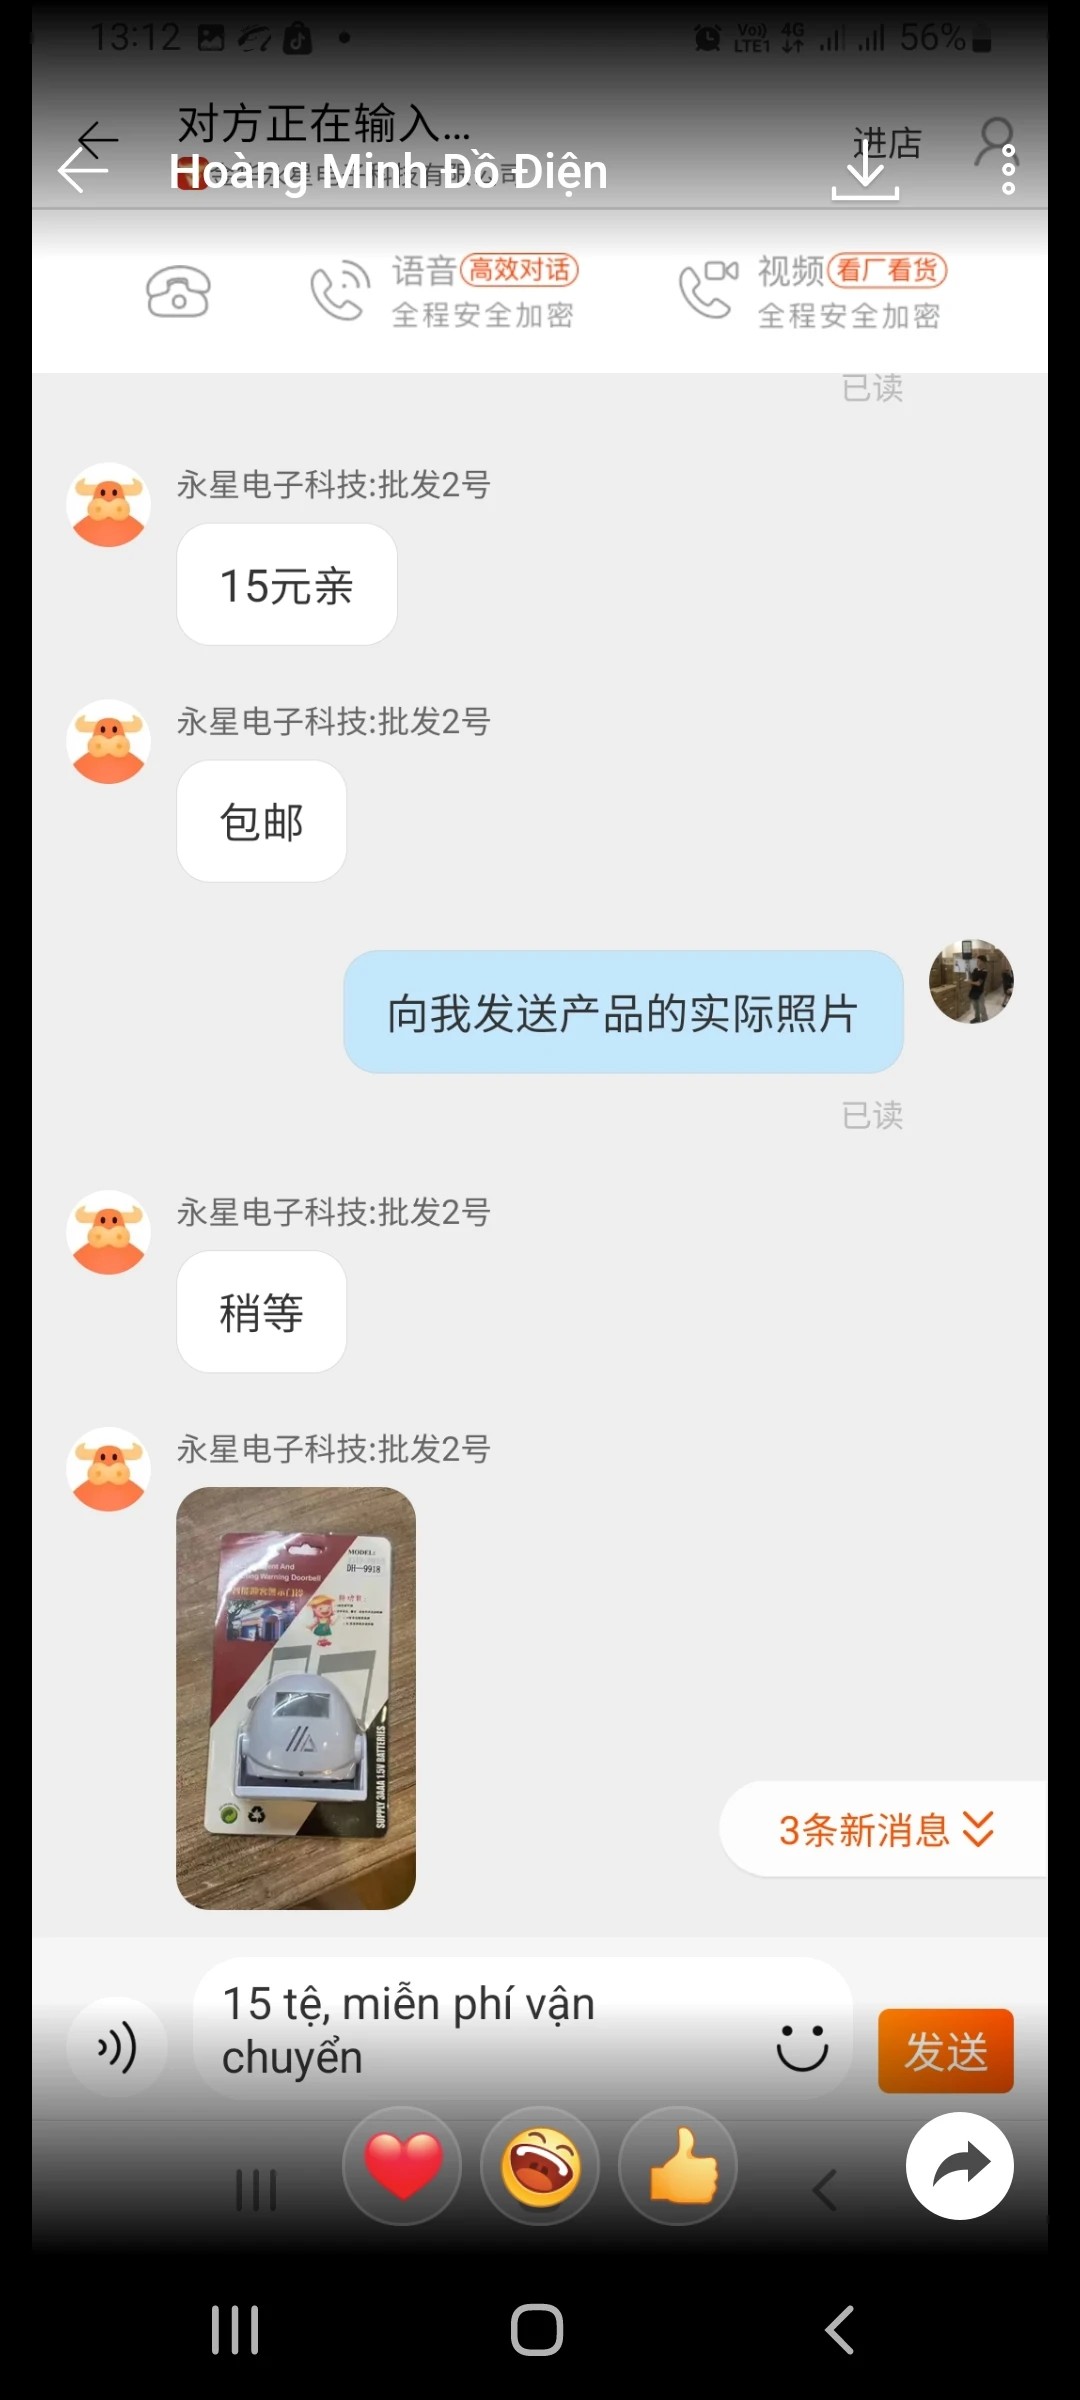 13:12
Vo)) LTE1 4G 56%
对方正在输入...
进店
Hoàng Minh Đồ Điện
语音 高效对话
全程安全加密
视频 看厂看货
全程安全加密
已读
永星电子科技:批发2号
15元亲
永星电子科技:批发2号
包邮
向我发送产品的实际照片
已读
永星电子科技:批发2号
稍等
永星电子科技:批发2号
MODEL:
DH-9918
And
Warning Doorbell
SUPPLY 3AAA 1.5V BATTERIES
3条新消息
15 tệ, miễn phí vận
chuyển
发送